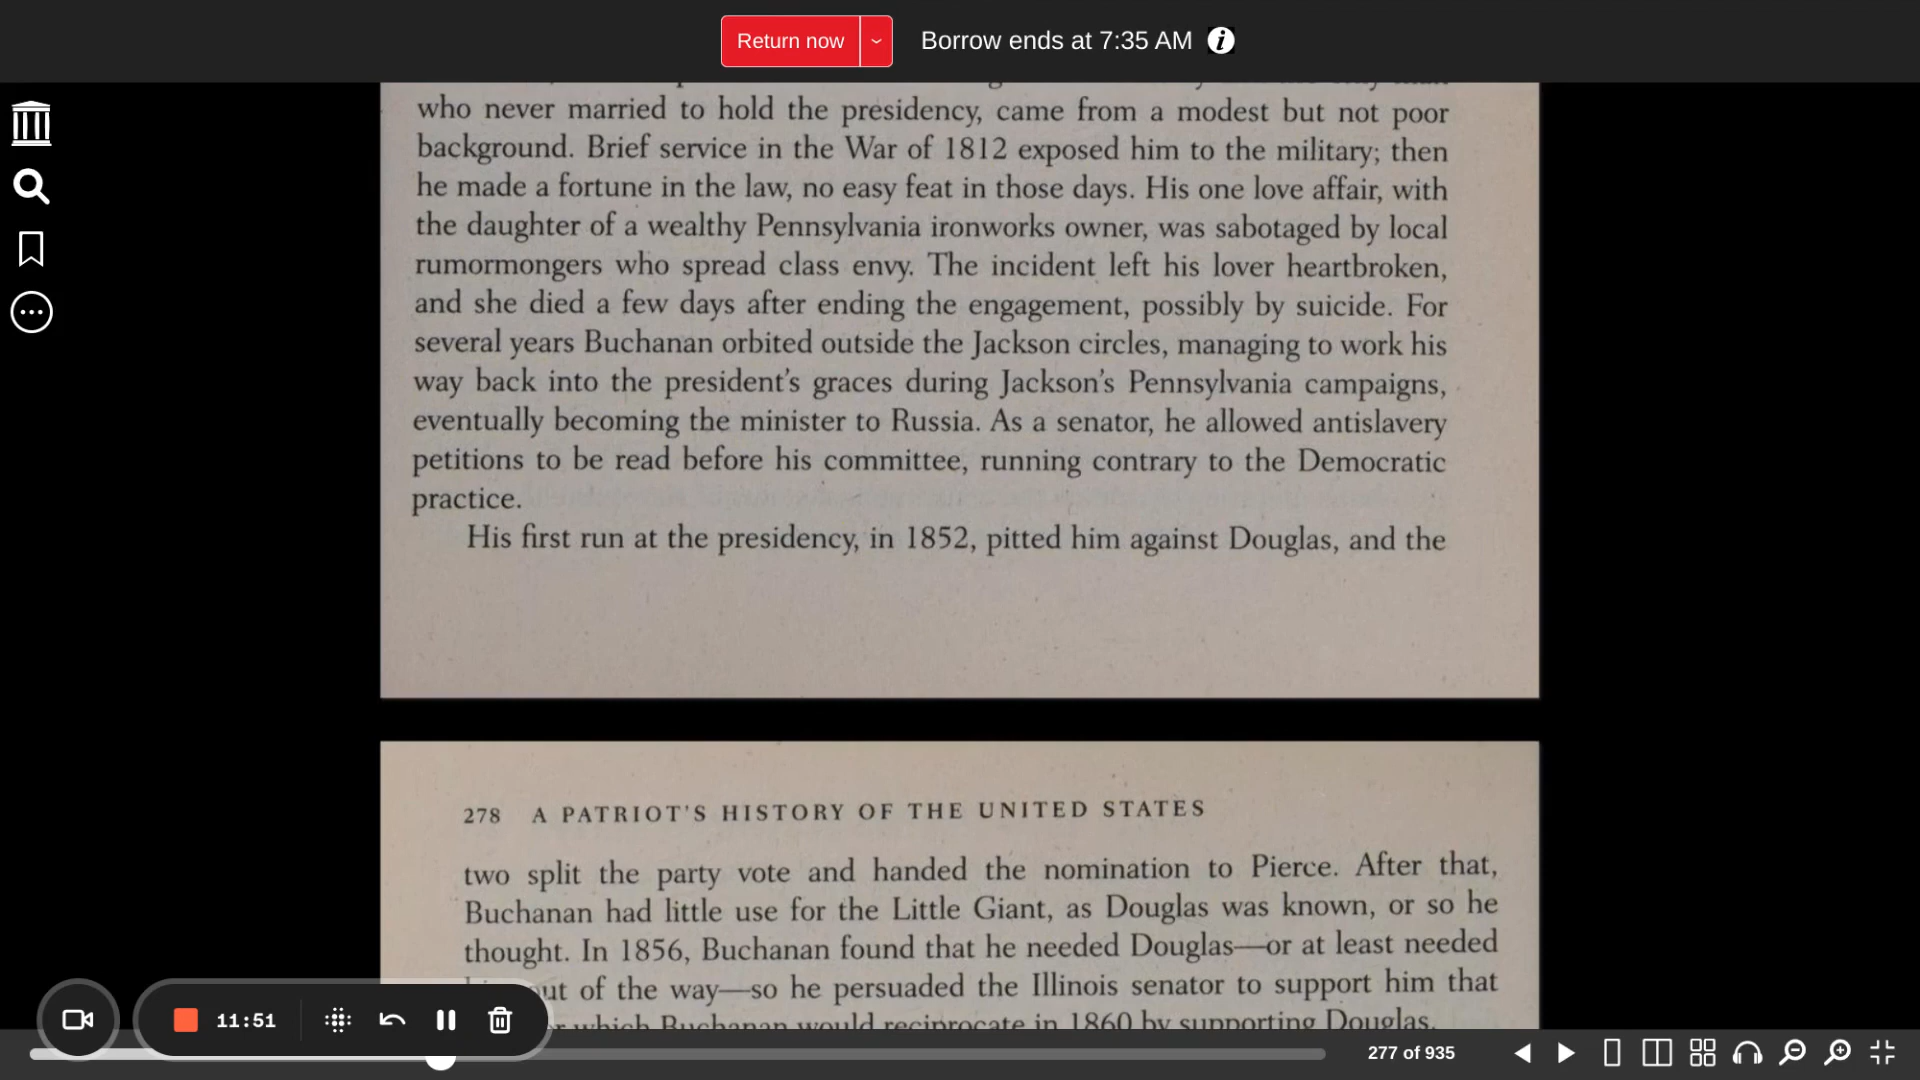 Return now
Borrow ends at 7:35 AM
who never married to hold the presidency, came from a modest but not poor
background. Brief service in the War of 1812 exposed him to the military; then
he made a fortune in the law, no easy feat in those days. His one love affair, with
the daughter of a wealthy Pennsylvania ironworks owner, was sabotaged by local
rumormongers who spread class envy. The incident left his lover heartbroken,
and she died a few days after ending the engagement, possibly by suicide. For
several years Buchanan orbited outside the Jackson circles, managing to work his
way back into the president's graces during Jackson's Pennsylvania campaigns,
eventually becoming the minister to Russia. As a senator, he allowed antislavery
petitions to be read before his committee, running contrary to the Democratic
practice.
His first run at the presidency, in 1852, pitted him against Douglas, and the
278 A PATRIOT'S HISTORY OF THE UNITED STATES
two split the party vote and handed the nomination to Pierce. After that,
Buchanan had little use for the Little Giant, as Douglas was known, or so he
thought. In 1856, Buchanan found that he needed Douglas—or at least needed
out of the way—so he persuaded the Illinois senator to support him that
which Buchanan would reciprocate in 1860 by supporting Douglas.
11:51
277 of 935